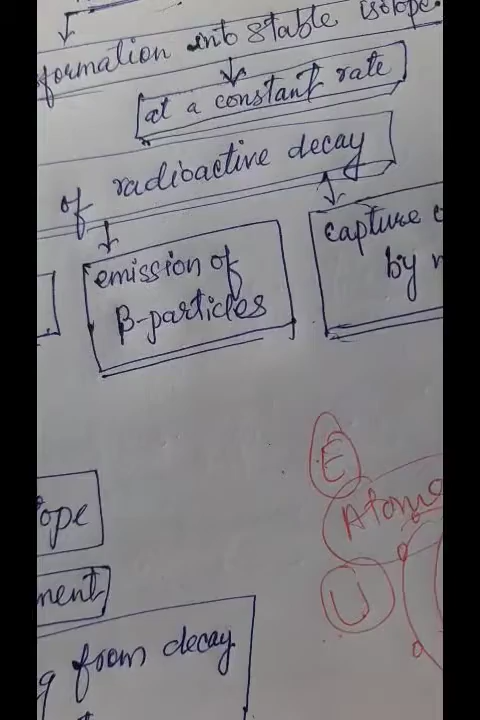 formation into stable isotope.
at a constant rate
of radioactive decay
emission of
β-particles
capture
by
E
Atom
U
ope
ment
g from decay